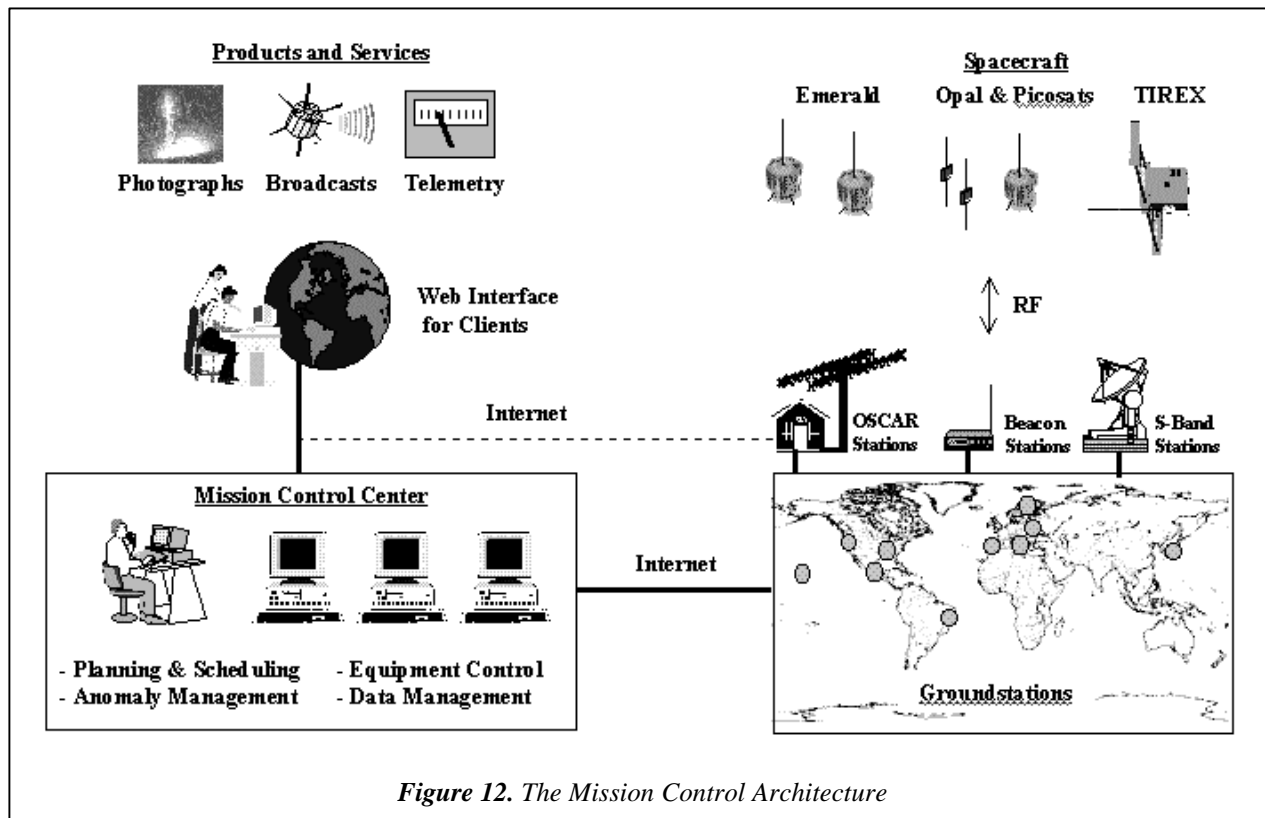 Products and Services
Photographs Broadcasts Telemetry
Spacecraft
Emerald Opal & Picosats TIREX
Web Interface
for Clients
RF
Internet
OSCAR
Stations
Beacon
Stations
S-Band
Stations
Mission Control Center
- Planning & Scheduling - Equipment Control
- Anomaly Management - Data Management
Internet
Groundstations
Figure 12. The Mission Control Architecture